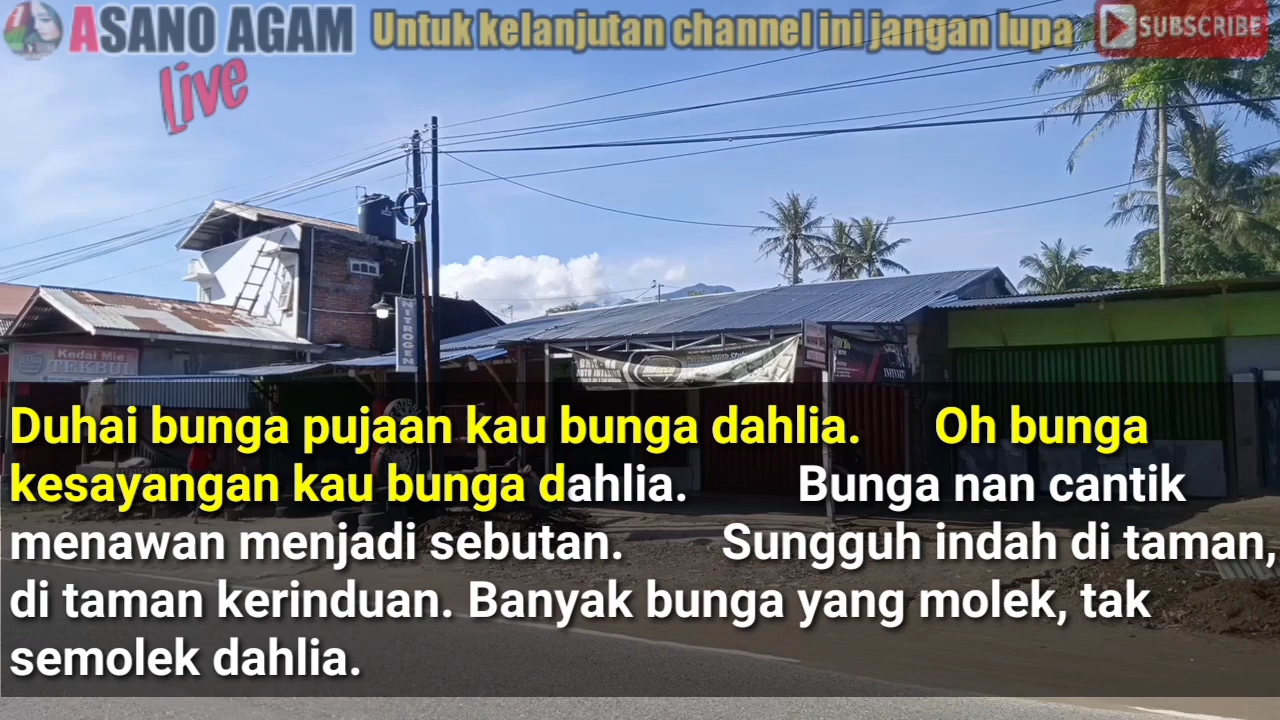 ASANO AGAM
Live
Untuk kelanjutan channel ini jangan lupa
SUBSCRIBE
NITROGEN
Kedai Mie
TEKBUL
Duhai bunga pujaan kau bunga dahlia. Oh bunga
kesayangan kau bunga dahlia. Bunga nan cantik
menawan menjadi sebutan. Sungguh indah di taman,
di taman kerinduan. Banyak bunga yang molek, tak
semolek dahlia.